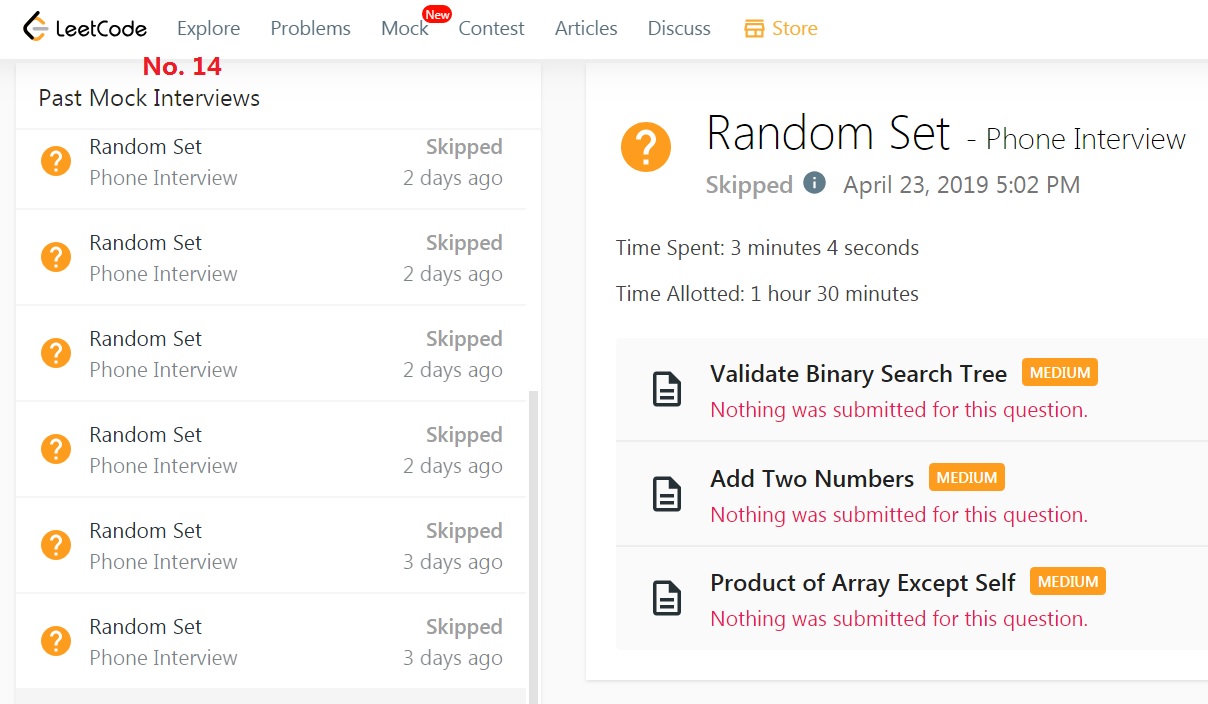 LeetCode Explore Problems Mock New Contest Articles Discuss Store
No. 14
Past Mock Interviews
Random Set Skipped
Phone Interview 2 days ago
Random Set Skipped
Phone Interview 2 days ago
Random Set Skipped
Phone Interview 2 days ago
Random Set Skipped
Phone Interview 2 days ago
Random Set Skipped
Phone Interview 3 days ago
Random Set Skipped
Phone Interview 3 days ago
Random Set - Phone Interview
Skipped April 23, 2019 5:02 PM
Time Spent: 3 minutes 4 seconds
Time Allotted: 1 hour 30 minutes
Validate Binary Search Tree MEDIUM
Nothing was submitted for this question.
Add Two Numbers MEDIUM
Nothing was submitted for this question.
Product of Array Except Self MEDIUM
Nothing was submitted for this question.